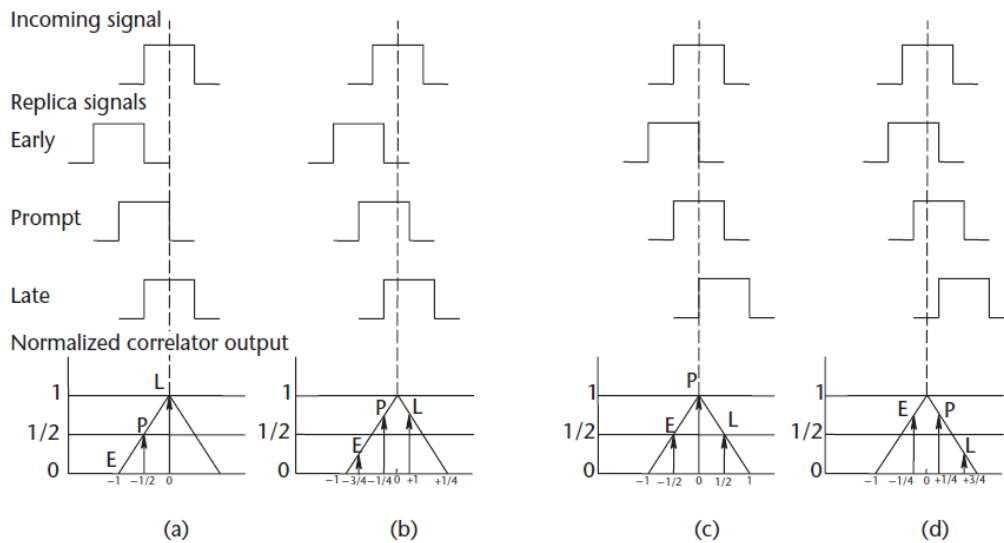 Incoming signal
Replica signals
Early
Prompt
Late
Normalized correlator output
1
1/2
0
L
P
E
−1
−1/2
0
(a)
1
1/2
0
P
L
E
−1
−3/4
−1/4
0
+1
+1/4
(b)
1
1/2
0
P
E
L
−1
−1/2
0
1/2
1
(c)
1
1/2
0
E
P
L
−1
−1/4
0
+1/4
+3/4
(d)